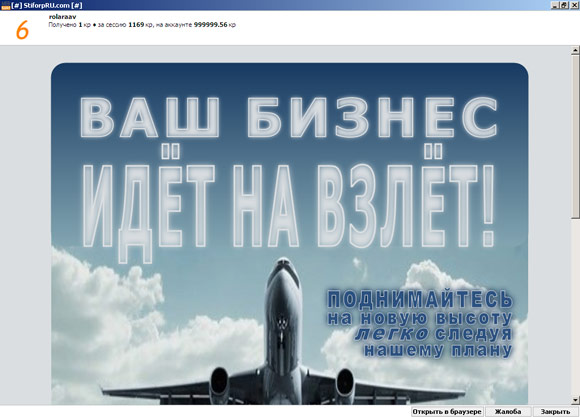 [#] StiforpRU.com [#]
6
rolaraav
Получено 1 кр ● за сессию 1169 кр, на аккаунте 999999.56 кр
ВАШ БИЗНЕС
ИДЁТ НА ВЗЛЁТ!
ПОДНИМАЙТЕСЬ
на новую высоту
легко следуя
нашему плану
Открыть в браузере Жалоба Закрыть